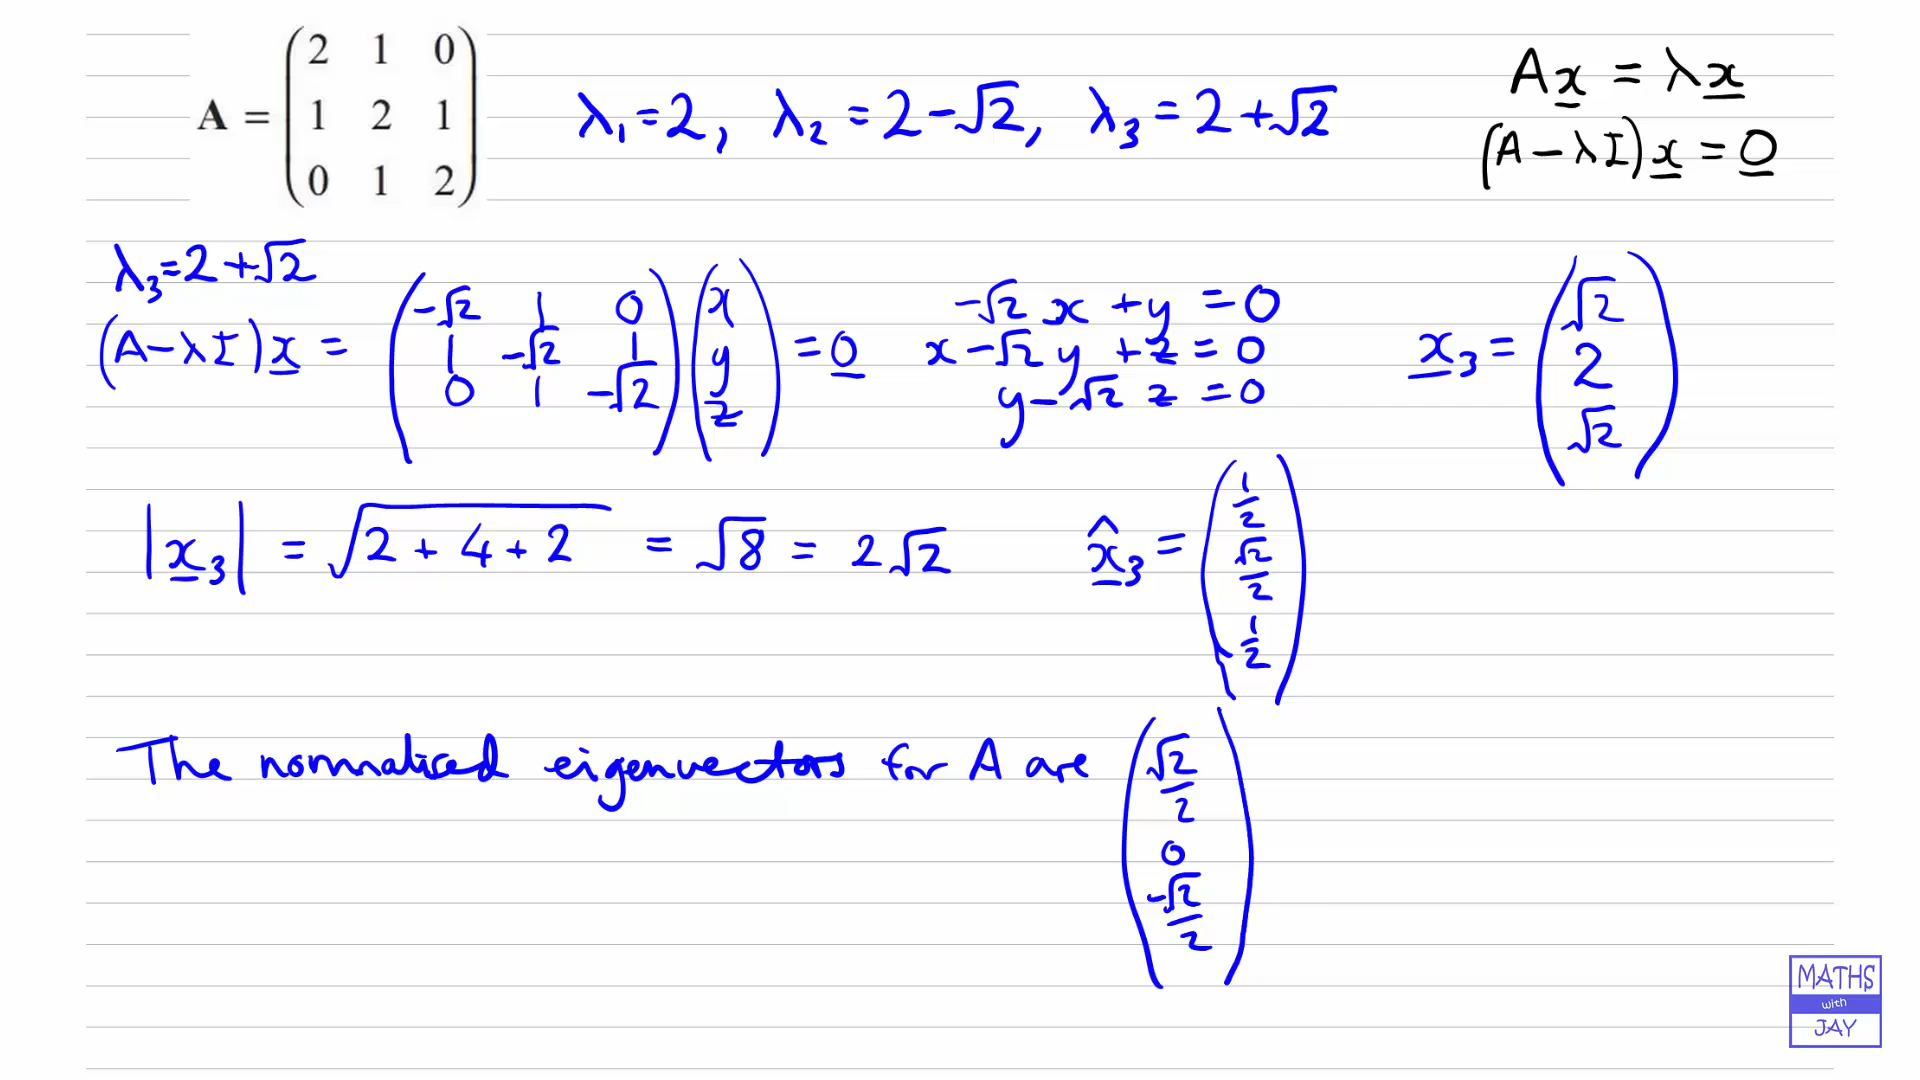 A = (2 1 0
1 2 1
0 1 2)
λ₁=2, λ₂=2-√2, λ₃=2+√2
Ax = λx
(A-λI)x = 0
λ₃=2+√2
(A-λI)x = (-√2 1 0
1 -√2 1
0 1 -√2)(x
y
z) = 0
-√2 x + y = 0
x - √2 y + z = 0
y - √2 z = 0
x₃ = (√2
2
√2)
|x₃| = √(2+4+2) = √8 = 2√2
x̂₃ = (1/2
√2/2
1/2)
The normalised eigenvectors for A are (√2/2
0
-√2/2)
MATHS
with
JAY